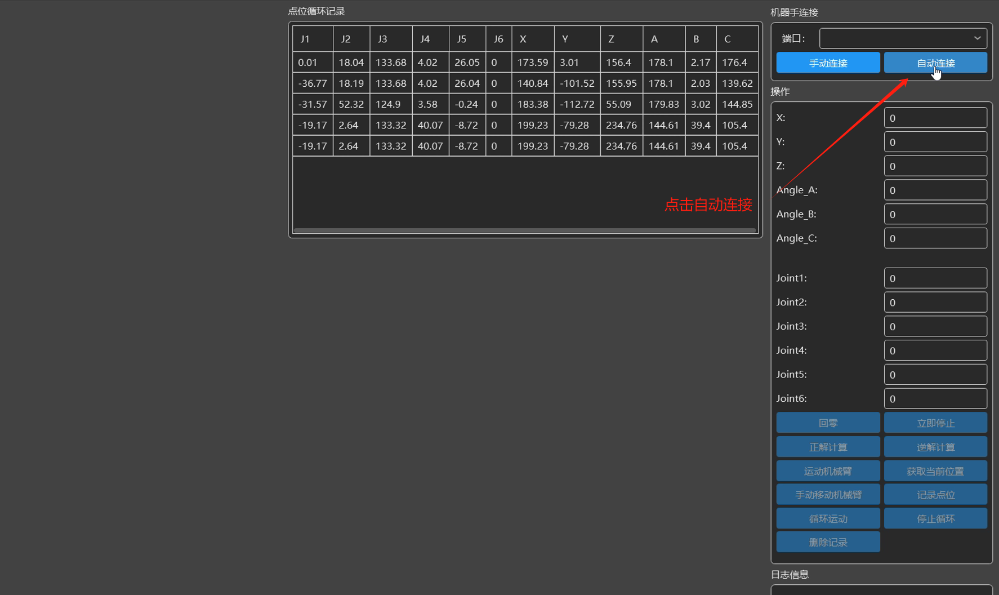 点位循环记录
J1 J2 J3 J4 J5 J6 X Y Z A B C
0.01 18.04 133.68 4.02 26.05 0 173.59 3.01 156.4 178.1 2.17 176.4
-36.77 18.19 133.68 4.02 26.04 0 140.84 -101.52 155.95 178.1 2.03 139.62
-31.57 52.32 124.9 3.58 -0.24 0 183.38 -112.72 55.09 179.83 3.02 144.85
-19.17 2.64 133.32 40.07 -8.72 0 199.23 -79.28 234.76 144.61 39.4 105.4
-19.17 2.64 133.32 40.07 -8.72 0 199.23 -79.28 234.76 144.61 39.4 105.4
点击自动连接
机器手连接
端口:
手动连接 自动连接
操作
X: 0
Y: 0
Z: 0
Angle_A: 0
Angle_B: 0
Angle_C: 0
Joint1: 0
Joint2: 0
Joint3: 0
Joint4: 0
Joint5: 0
Joint6: 0
回零 立即停止
正解计算 逆解计算
运动机械臂 获取当前位置
手动移动机械臂 记录点位
循环运动 停止循环
删除记录
日志信息